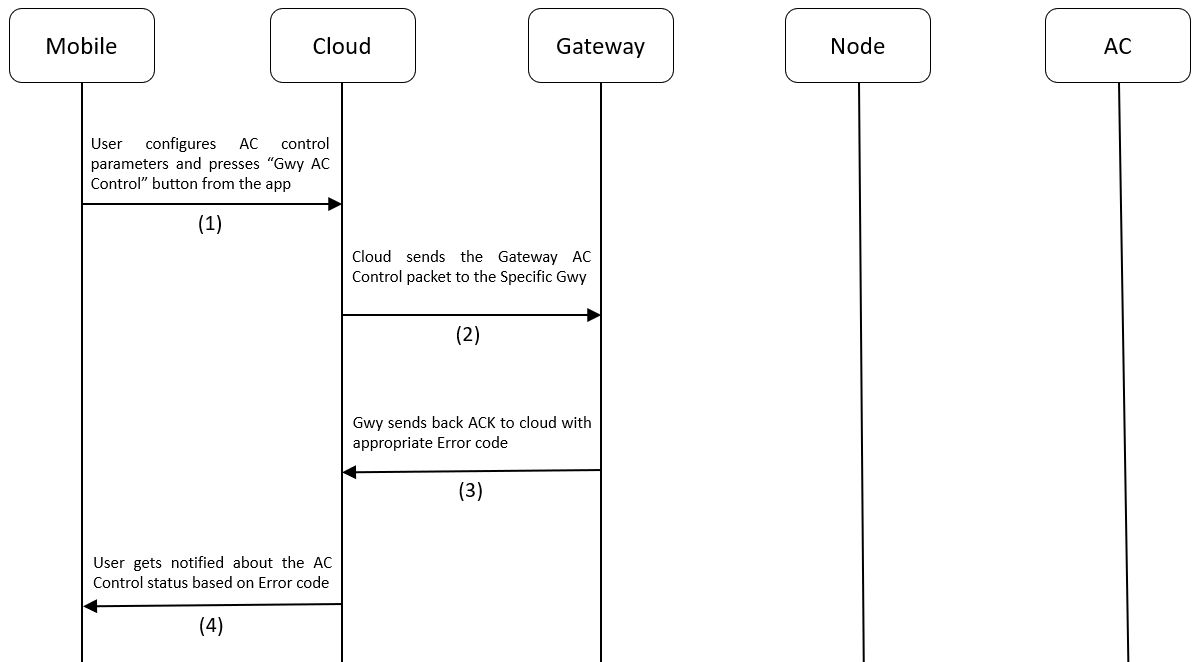 Mobile
Cloud
Gateway
Node
AC
User configures AC control
parameters and presses “Gwy AC
Control” button from the app
(1)
Cloud sends the Gateway AC
Control packet to the Specific Gwy
(2)
Gwy sends back ACK to cloud with
appropriate Error code
(3)
User gets notified about the AC
Control status based on Error code
(4)